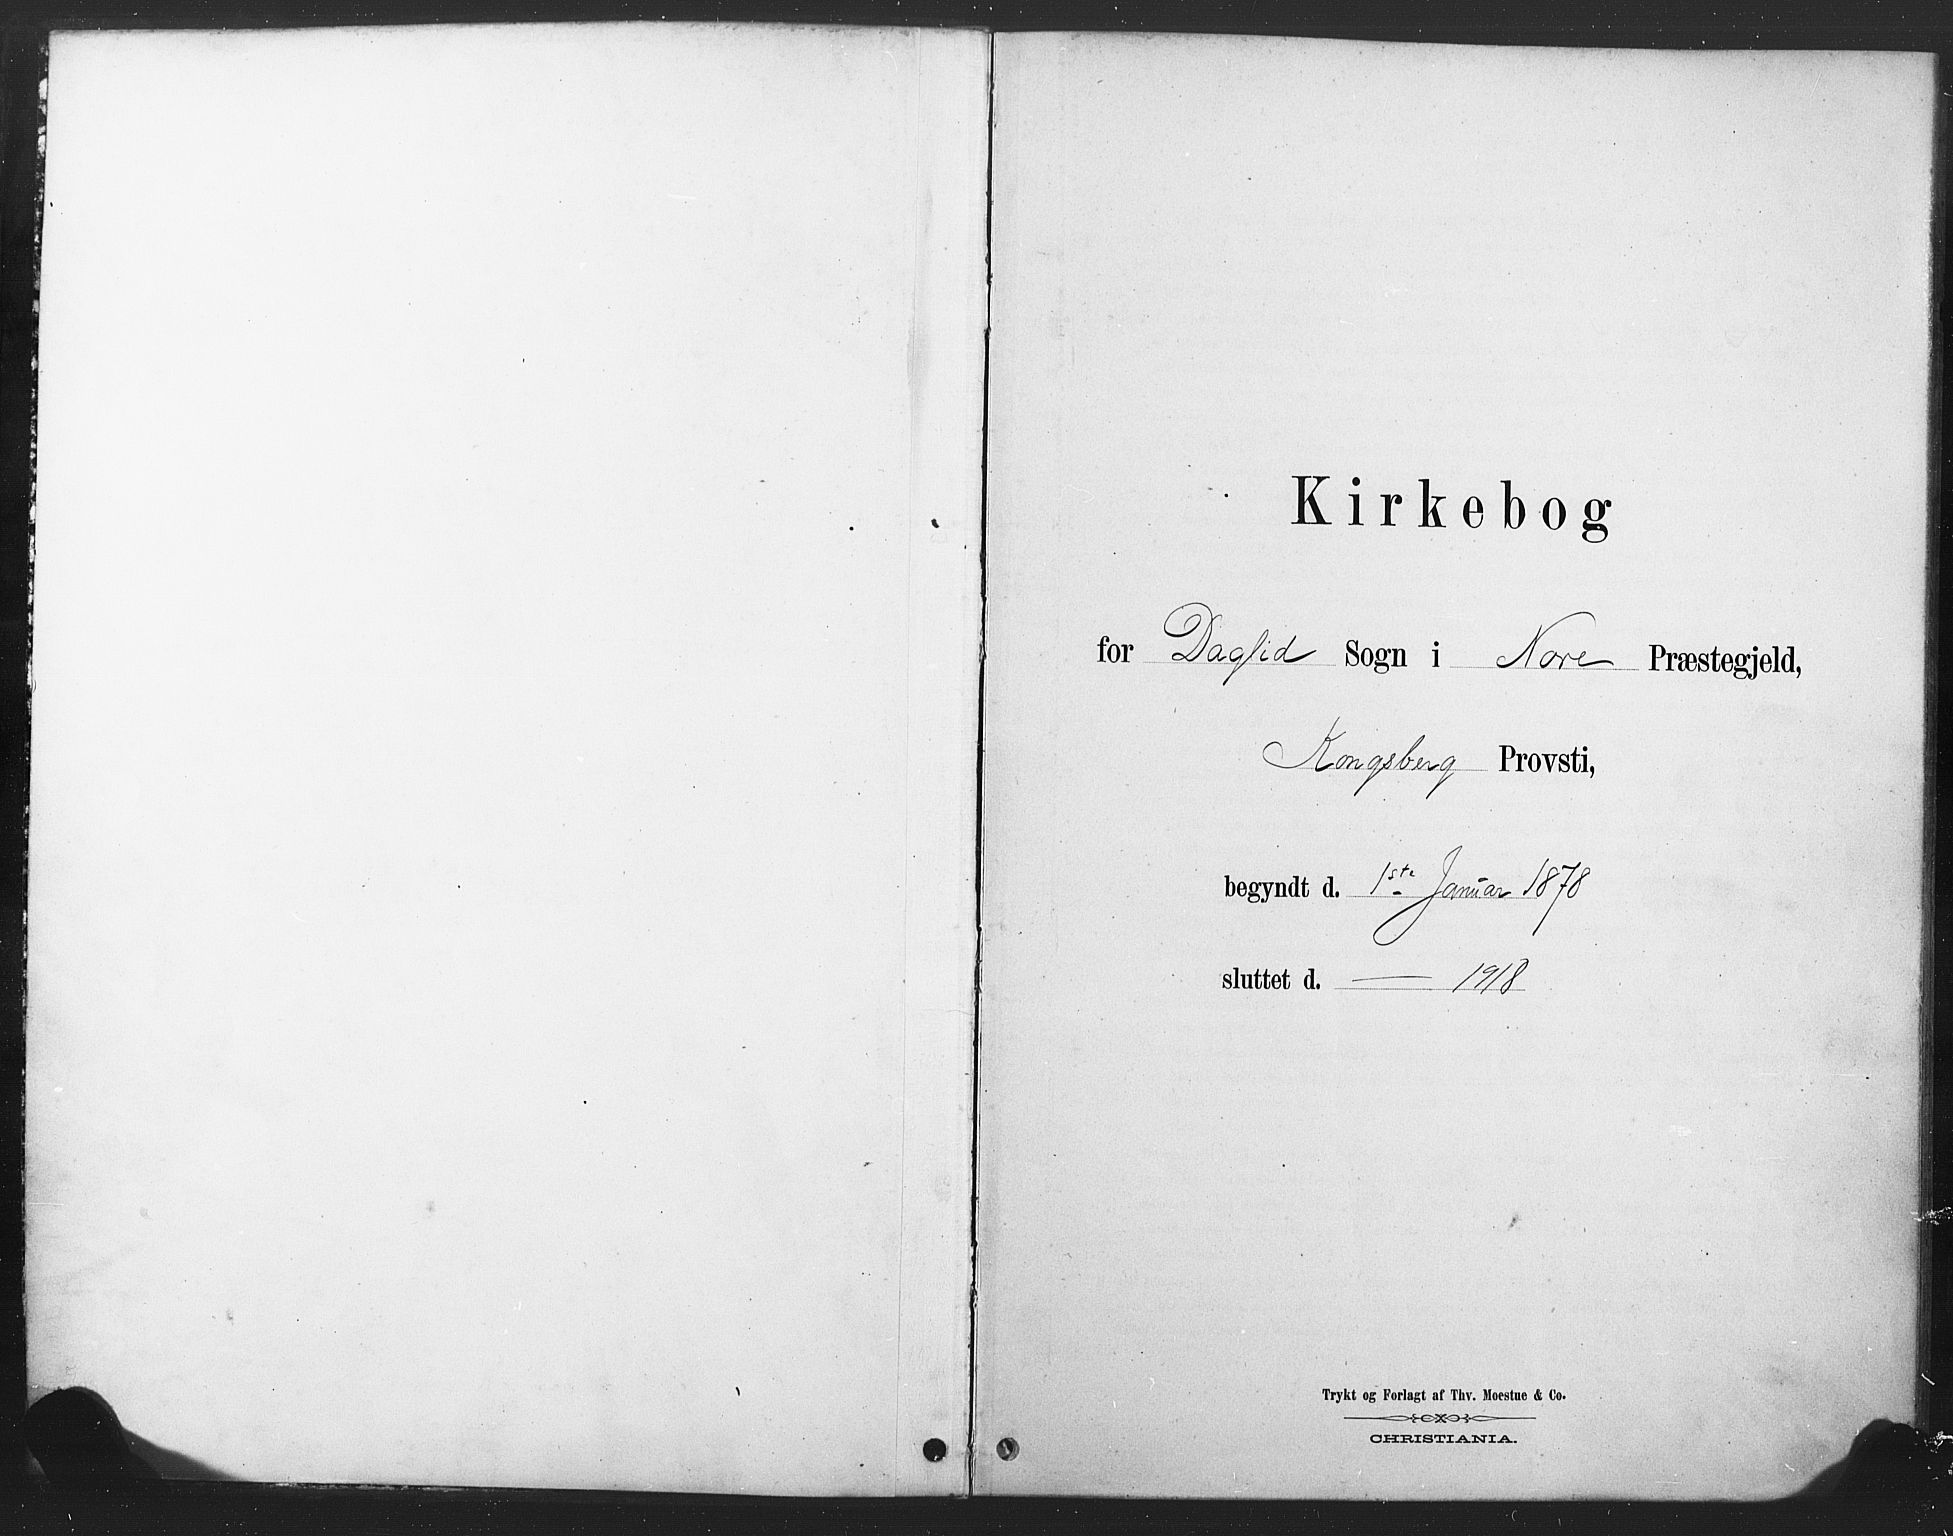 Kirkebog
for Daglid Sogn i Nore Præstegjeld,
Kongsberg Provsti,
begyndt d. 1ste Januar 1878
sluttet d. — 1918
Trykt og Forlagt af Thv. Moestue & Co.
CHRISTIANIA.